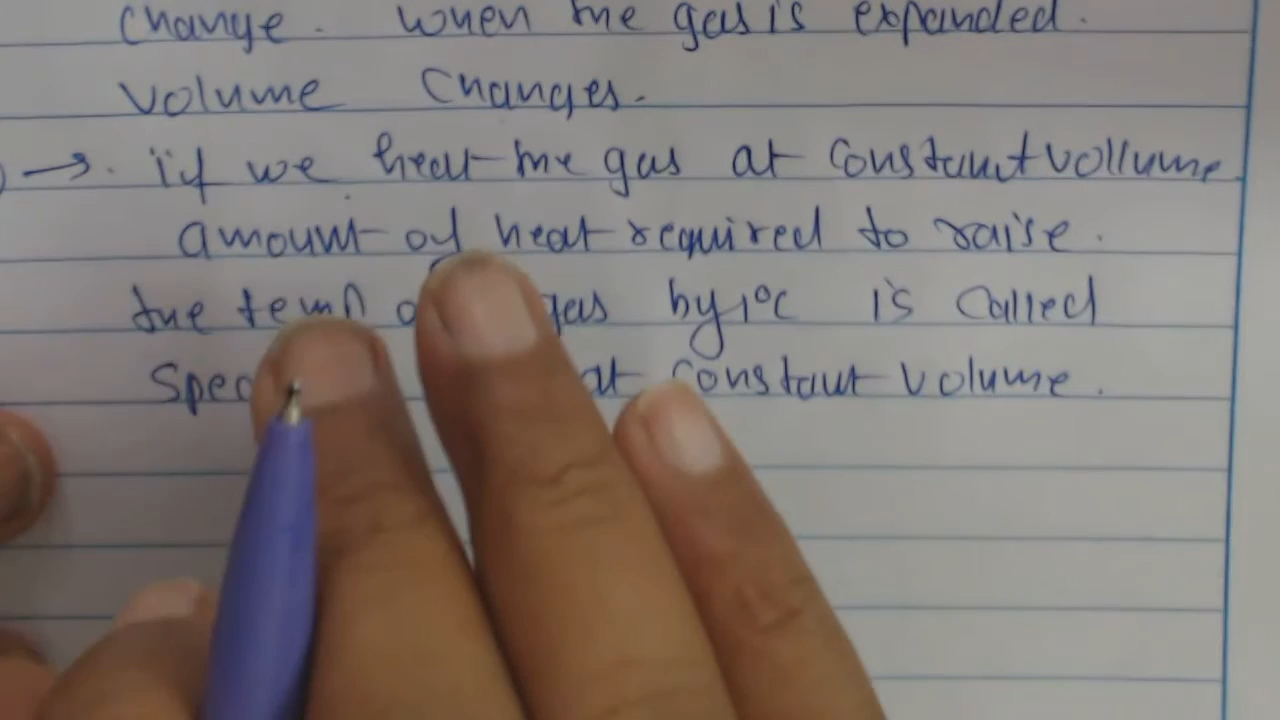 change. when the gas is expanded.
volume changes.
→. if we heat the gas at constant vollume
amount of heat required to raise.
the temp gas by 1°C is called
at constant volume.